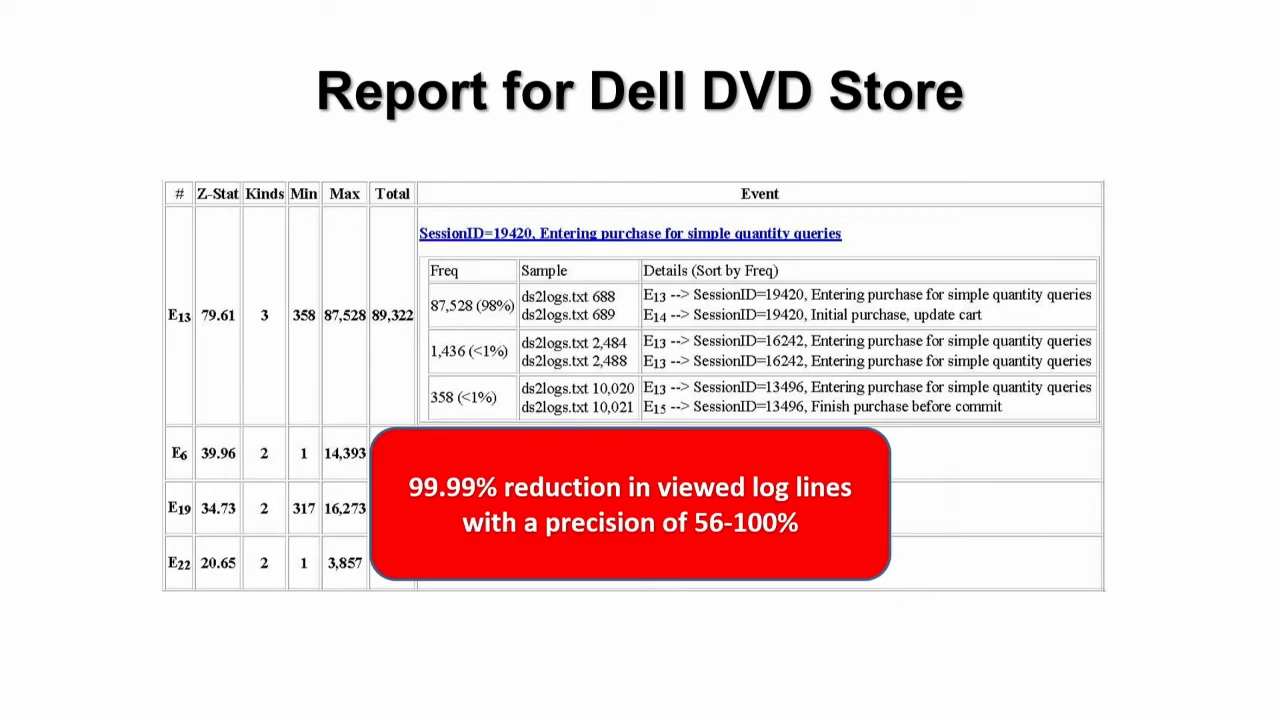 Report for Dell DVD Store
# Z-Stat Kinds Min Max Total Event
SessionID=19420, Entering purchase for simple quantity queries
Freq Sample Details (Sort by Freq)
E13 79.61 3 358 87,528 89,322
87,528 (98%)
ds2logs.txt 688 E13 --> SessionID=19420, Entering purchase for simple quantity queries
ds2logs.txt 689 E14 --> SessionID=19420, Initial purchase, update cart
1,436 (<1%)
ds2logs.txt 2,484 E13 --> SessionID=16242, Entering purchase for simple quantity queries
ds2logs.txt 2,488 E13 --> SessionID=16242, Entering purchase for simple quantity queries
358 (<1%)
ds2logs.txt 10,020 E13 --> SessionID=13496, Entering purchase for simple quantity queries
ds2logs.txt 10,021 E15 --> SessionID=13496, Finish purchase before commit
E6 39.96 2 1 14,393
E19 34.73 2 317 16,273
E22 20.65 2 1 3,857
99.99% reduction in viewed log lines
with a precision of 56-100%